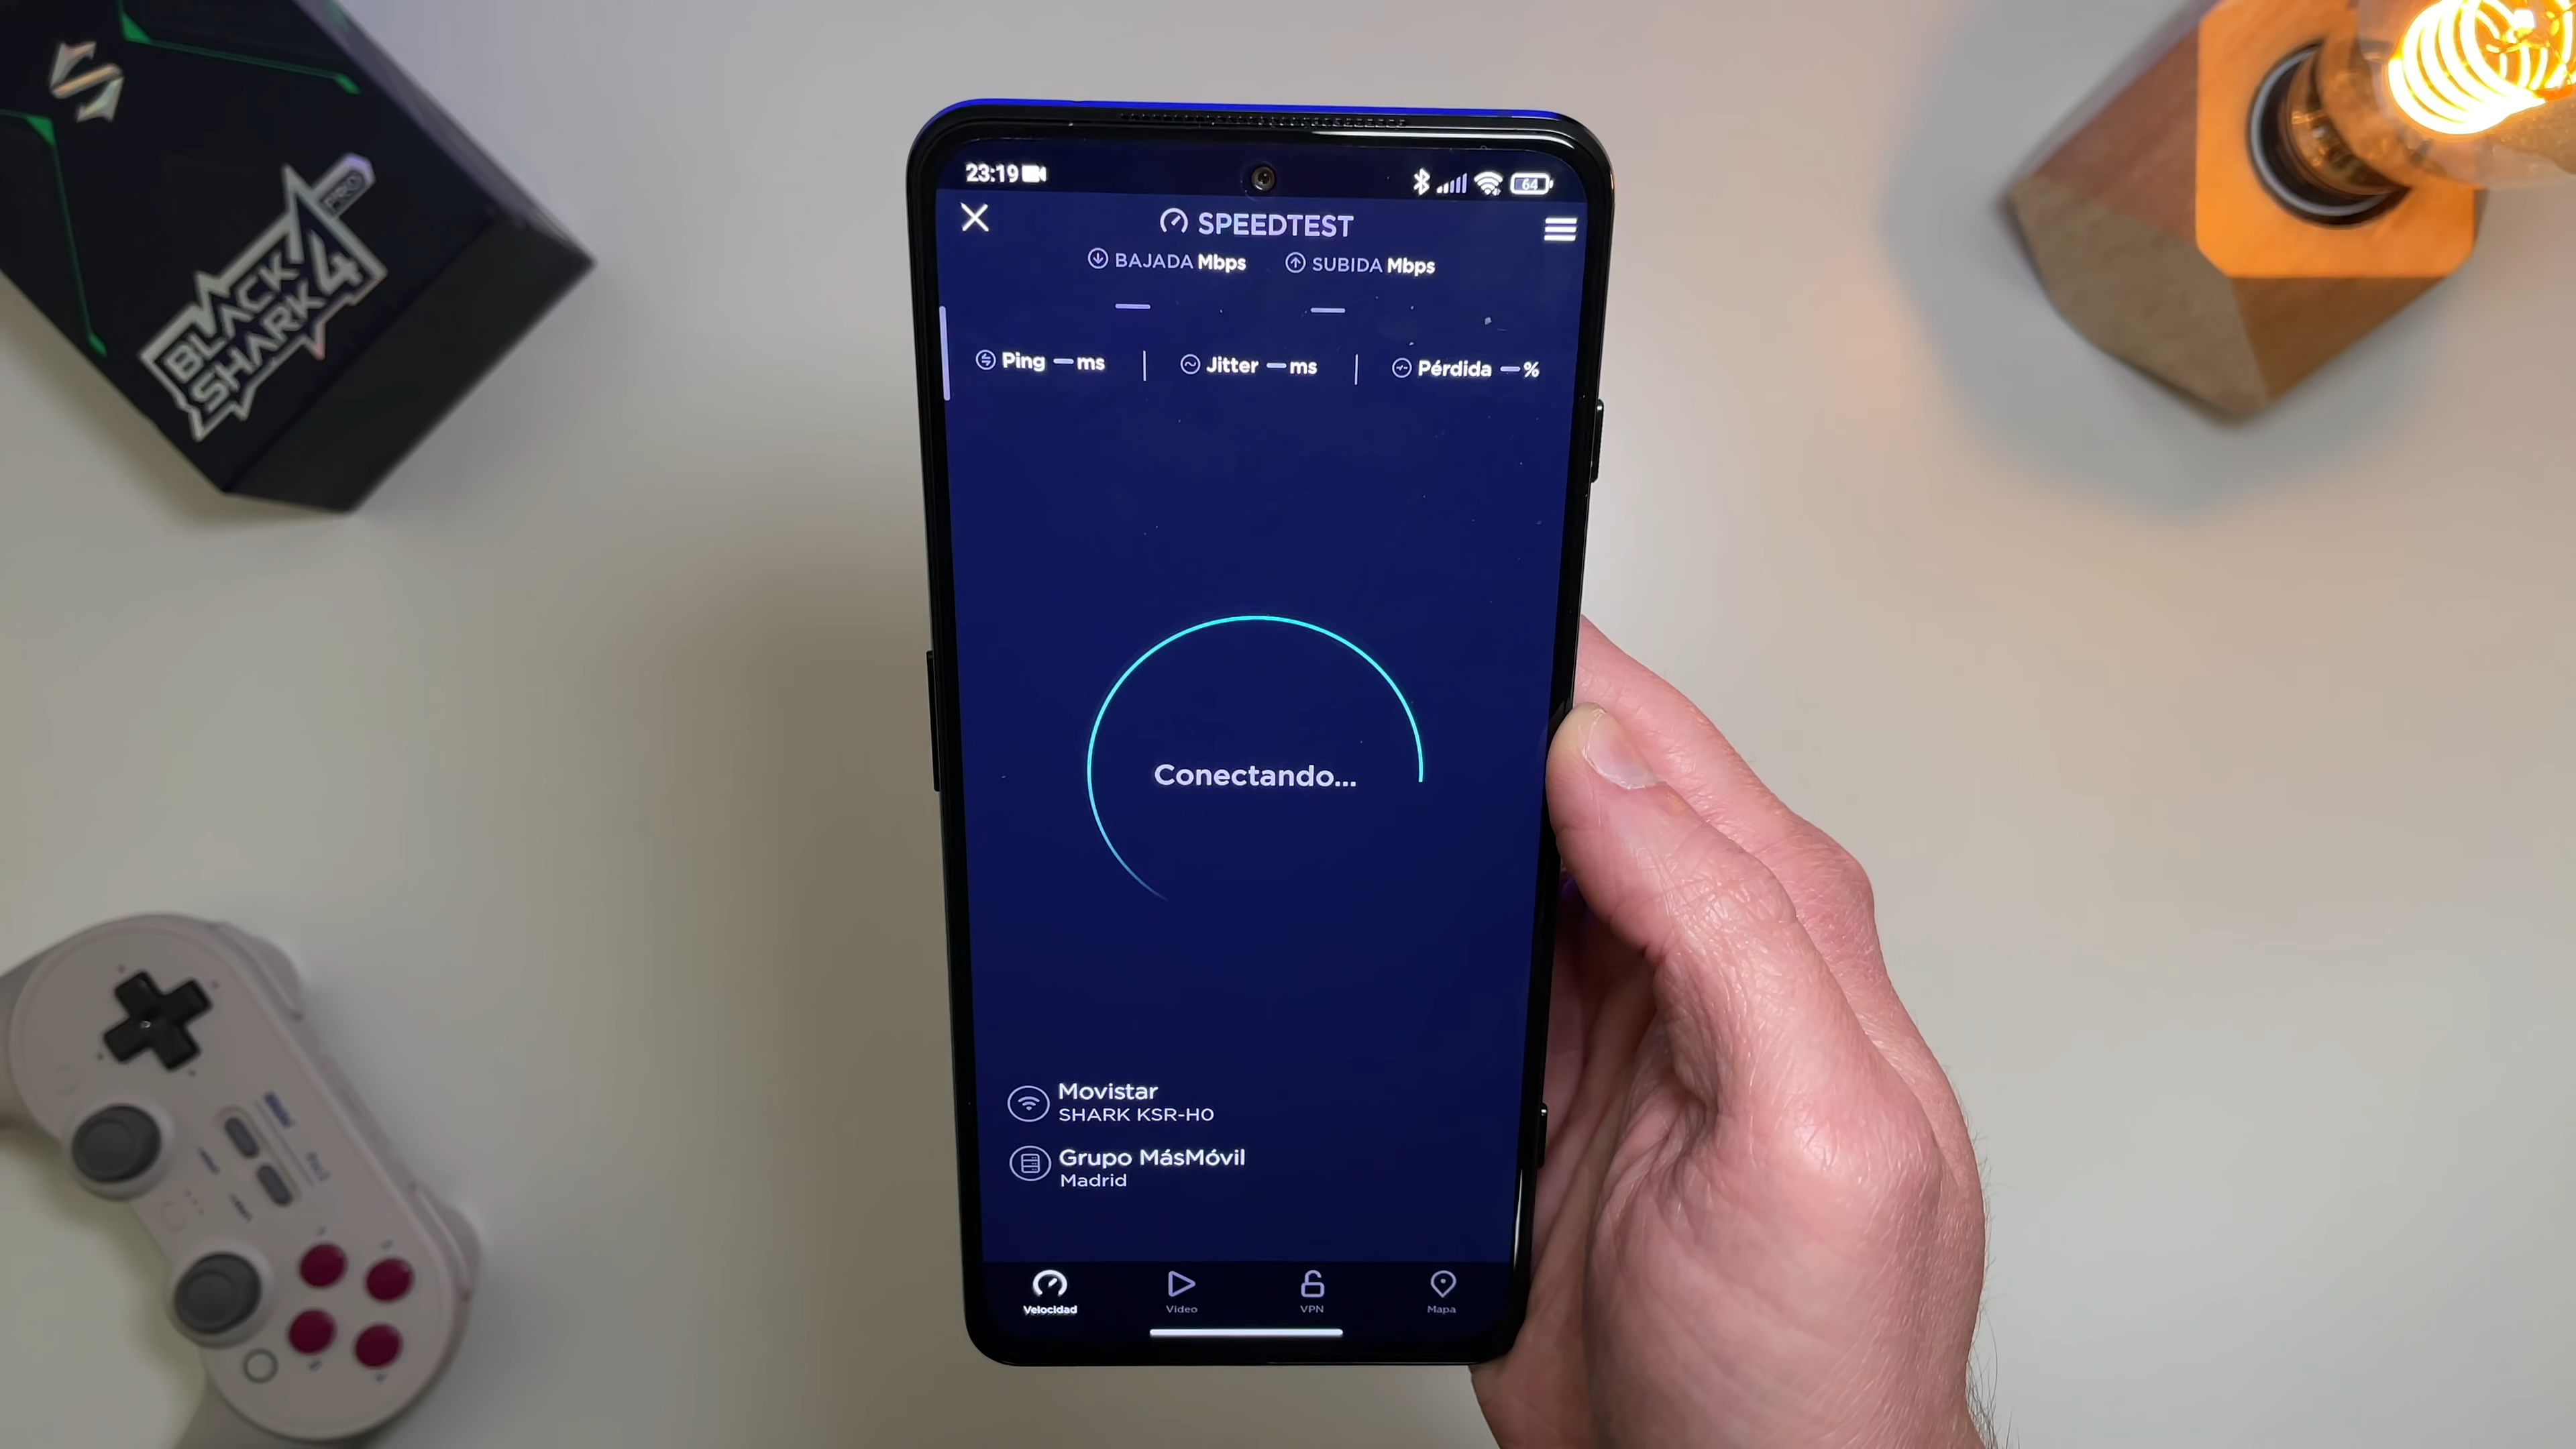 BLACK
SHARK 4
PRO
23:19
64
SPEEDTEST
BAJADA Mbps SUBIDA Mbps
Ping — ms Jitter — ms Pérdida — %
Conectando...
Movistar
SHARK KSR-H0
Grupo MásMóvil
Madrid
Velocidad Video VPN Mapa